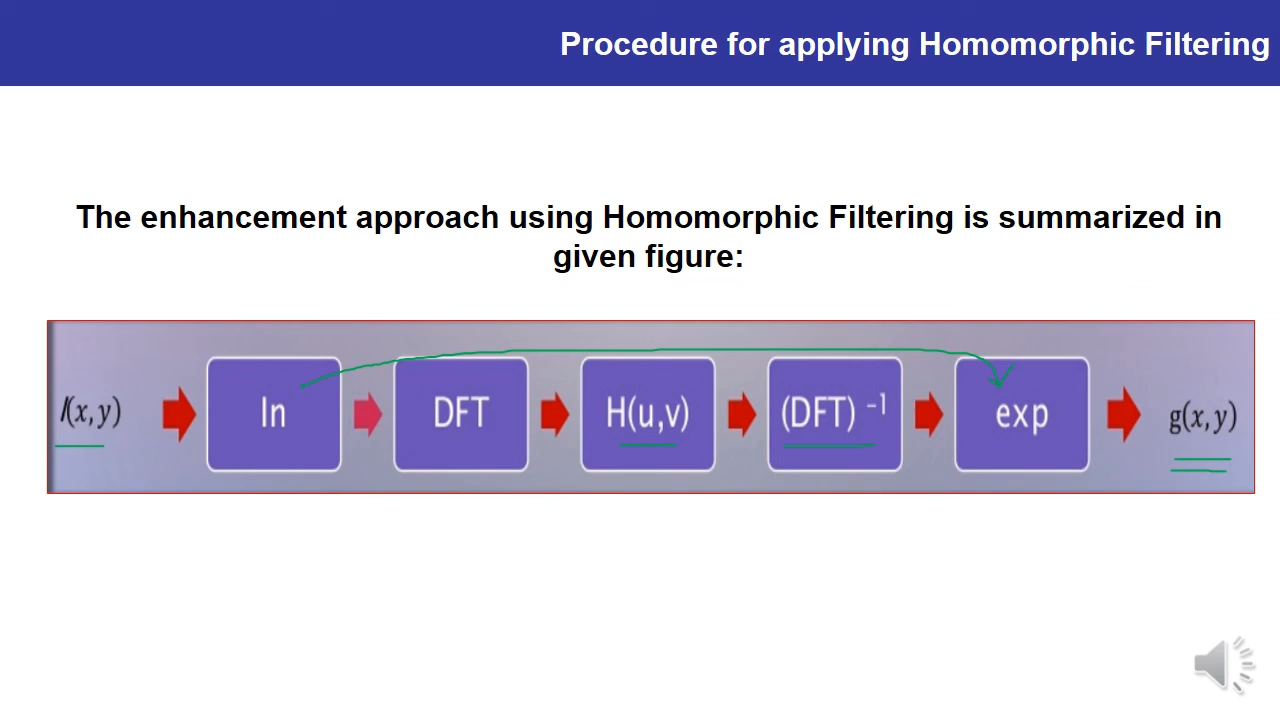 Procedure for applying Homomorphic Filtering
The enhancement approach using Homomorphic Filtering is summarized in
given figure:
I(x,y) ln DFT H(u,v) (DFT) ⁻¹ exp g(x,y)